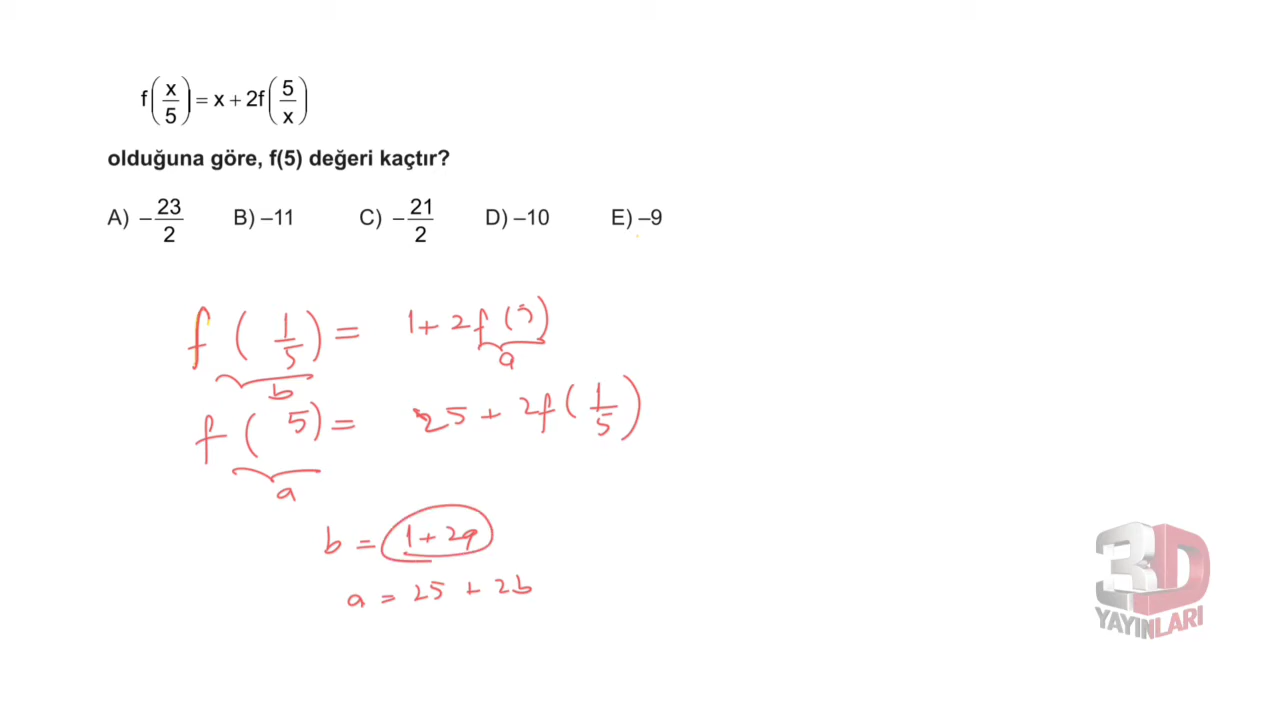 f(x/5) = x + 2f(5/x)
olduğuna göre, f(5) değeri kaçtır?
A) –23/2 B) –11 C) –21/2 D) –10 E) –9
f(1/5) = 1 + 2f(5)
b a
f(5) = 25 + 2f(1/5)
a
b = 1 + 2a
a = 25 + 2b
3D
YAYINLARI